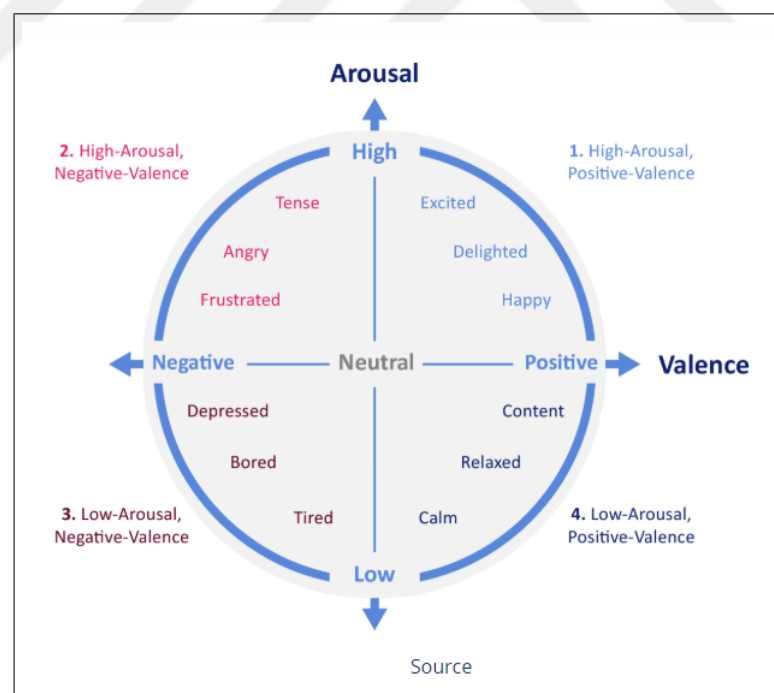 Arousal
2. High-Arousal,
Negative-Valence
High
1. High-Arousal,
Positive-Valence
Tense
Excited
Angry
Delighted
Frustrated
Happy
Negative
Neutral
Positive
Valence
Depressed
Content
Bored
Relaxed
3. Low-Arousal,
Negative-Valence
Tired
Calm
4. Low-Arousal,
Positive-Valence
Low
Source